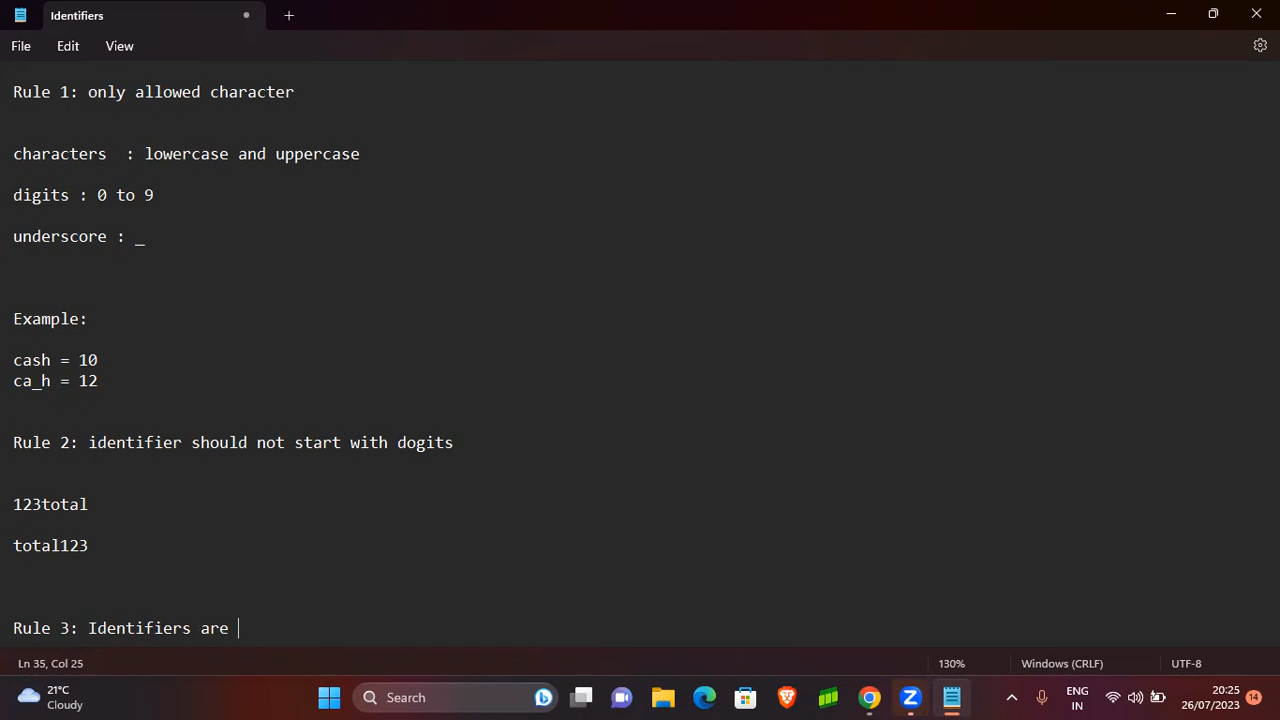 Identifiers
File Edit View
Rule 1: only allowed character
characters  : lowercase and uppercase
digits : 0 to 9
underscore : _
Example:
cash = 10
ca_h = 12
Rule 2: identifier should not start with dogits
123total
total123
Rule 3: Identifiers are
Ln 35, Col 25 130% Windows (CRLF) UTF-8
21°C
Cloudy
Search
ENG
IN
20:25
26/07/2023
14